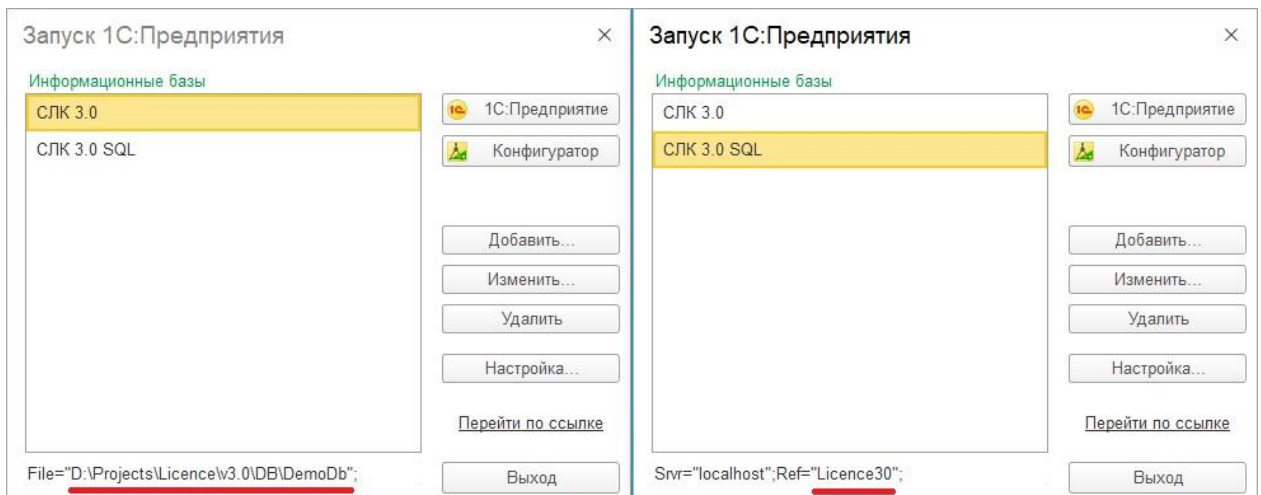 Запуск 1С:Предприятия
Информационные базы
СЛК 3.0
СЛК 3.0 SQL
1С:Предприятие
Конфигуратор
Добавить...
Изменить...
Удалить
Настройка...
Перейти по ссылке
File="D:\Projects\Licence\v3.0\DB\DemoDb";
Выход
Запуск 1С:Предприятия
Информационные базы
СЛК 3.0
СЛК 3.0 SQL
1С:Предприятие
Конфигуратор
Добавить...
Изменить...
Удалить
Настройка...
Перейти по ссылке
Srvr="localhost";Ref="Licence30";
Выход